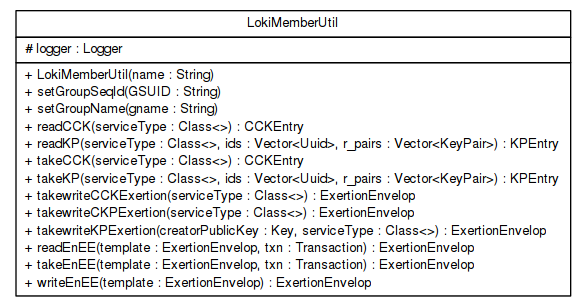 LokiMemberUtil
# logger : Logger
+ LokiMemberUtil(name : String)
+ setGroupSeqId(GSUID : String)
+ setGroupName(gname : String)
+ readCCK(serviceType : Class<>) : CCKEntry
+ readKP(serviceType : Class<>, ids : Vector<Uuid>, r_pairs : Vector<KeyPair>) : KPEntry
+ takeCCK(serviceType : Class<>) : CCKEntry
+ takeKP(serviceType : Class<>, ids : Vector<Uuid>, r_pairs : Vector<KeyPair>) : KPEntry
+ takewriteCCKExertion(serviceType : Class<>) : ExertionEnvelop
+ takewriteCKPExertion(serviceType : Class<>) : ExertionEnvelop
+ takewriteKPExertion(creatorPublicKey : Key, serviceType : Class<>) : ExertionEnvelop
+ readEnEE(template : ExertionEnvelop, txn : Transaction) : ExertionEnvelop
+ takeEnEE(template : ExertionEnvelop, txn : Transaction) : ExertionEnvelop
+ writeEnEE(template : ExertionEnvelop) : ExertionEnvelop